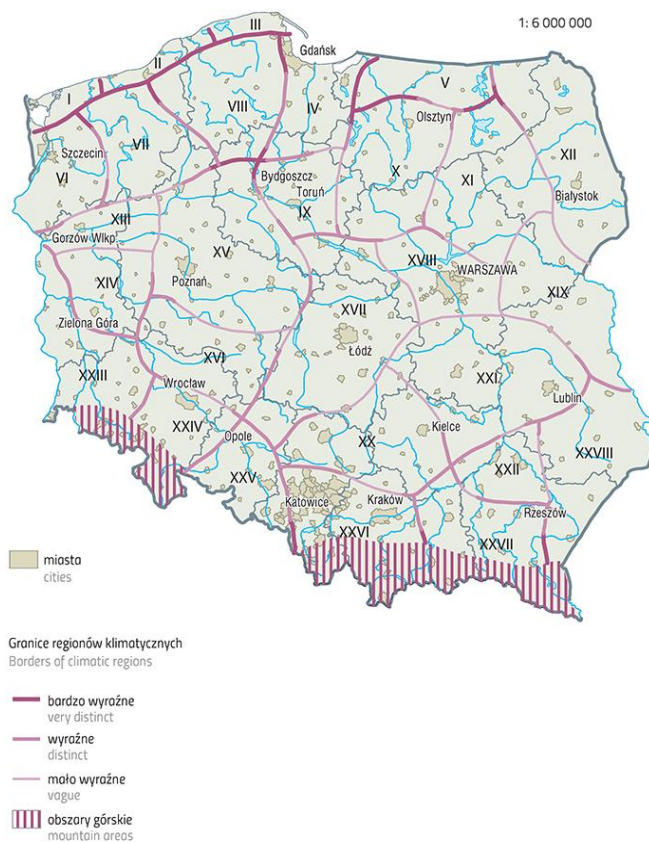 1: 6 000 000
III
Gdańsk
II
I
V
VIII
IV
Olsztyn
Szczecin
VII
VI
X
XI
XII
Bydgoszcz
Toruń
Białystok
XIII
IX
Gorzów Wlkp.
XV
XVIII
WARSZAWA
Poznań
XIV
XIX
XVII
Zielona Góra
Łódź
XVI
XXIII
XXI
Wrocław
Lublin
XXIV
Opole
Kielce
XX
XXVIII
XXV
XXII
Katowice
Kraków
Rzeszów
XXVI
XXVII
miasta
cities
Granice regionów klimatycznych
Borders of climatic regions
bardzo wyraźne
very distinct
wyraźne
distinct
mało wyraźne
vague
obszary górskie
mountain areas